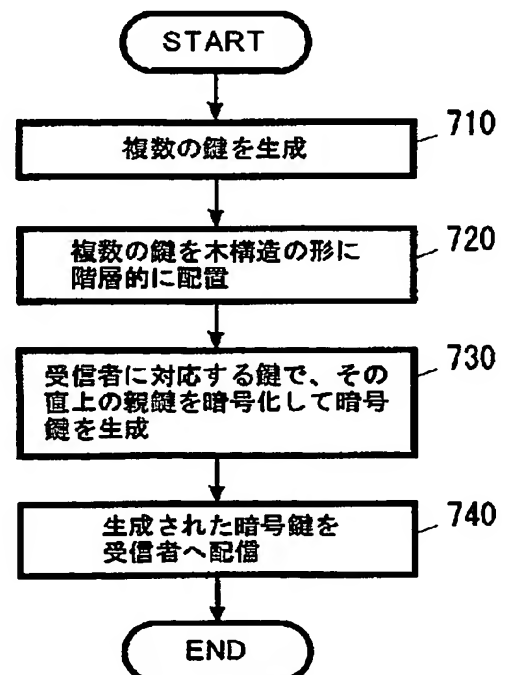 START
710
複数の鍵を生成
720
複数の鍵を木構造の形に
階層的に配置
730
受信者に対応する鍵で、その
直上の親鍵を暗号化して暗号
鍵を生成
740
生成された暗号鍵を
受信者へ配信
END